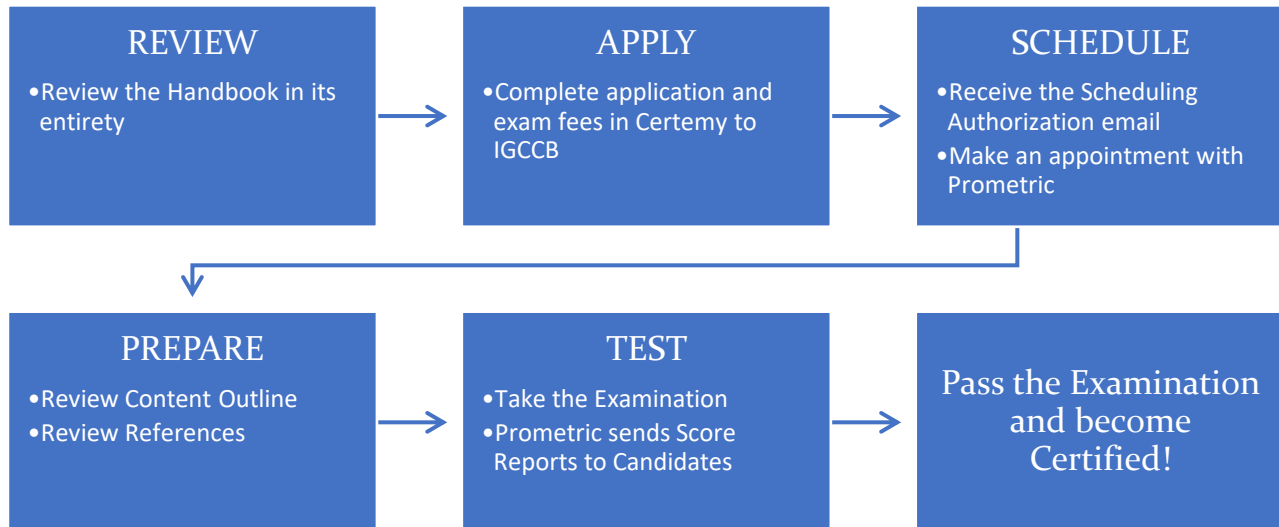 REVIEW
•Review the Handbook in its
entirety
APPLY
•Complete application and
exam fees in Certemy to
IGCCB
SCHEDULE
•Receive the Scheduling
Authorization email
•Make an appointment with
Prometric
PREPARE
•Review Content Outline
•Review References
TEST
•Take the Examination
•Prometric sends Score
Reports to Candidates
Pass the Examination
and become
Certified!